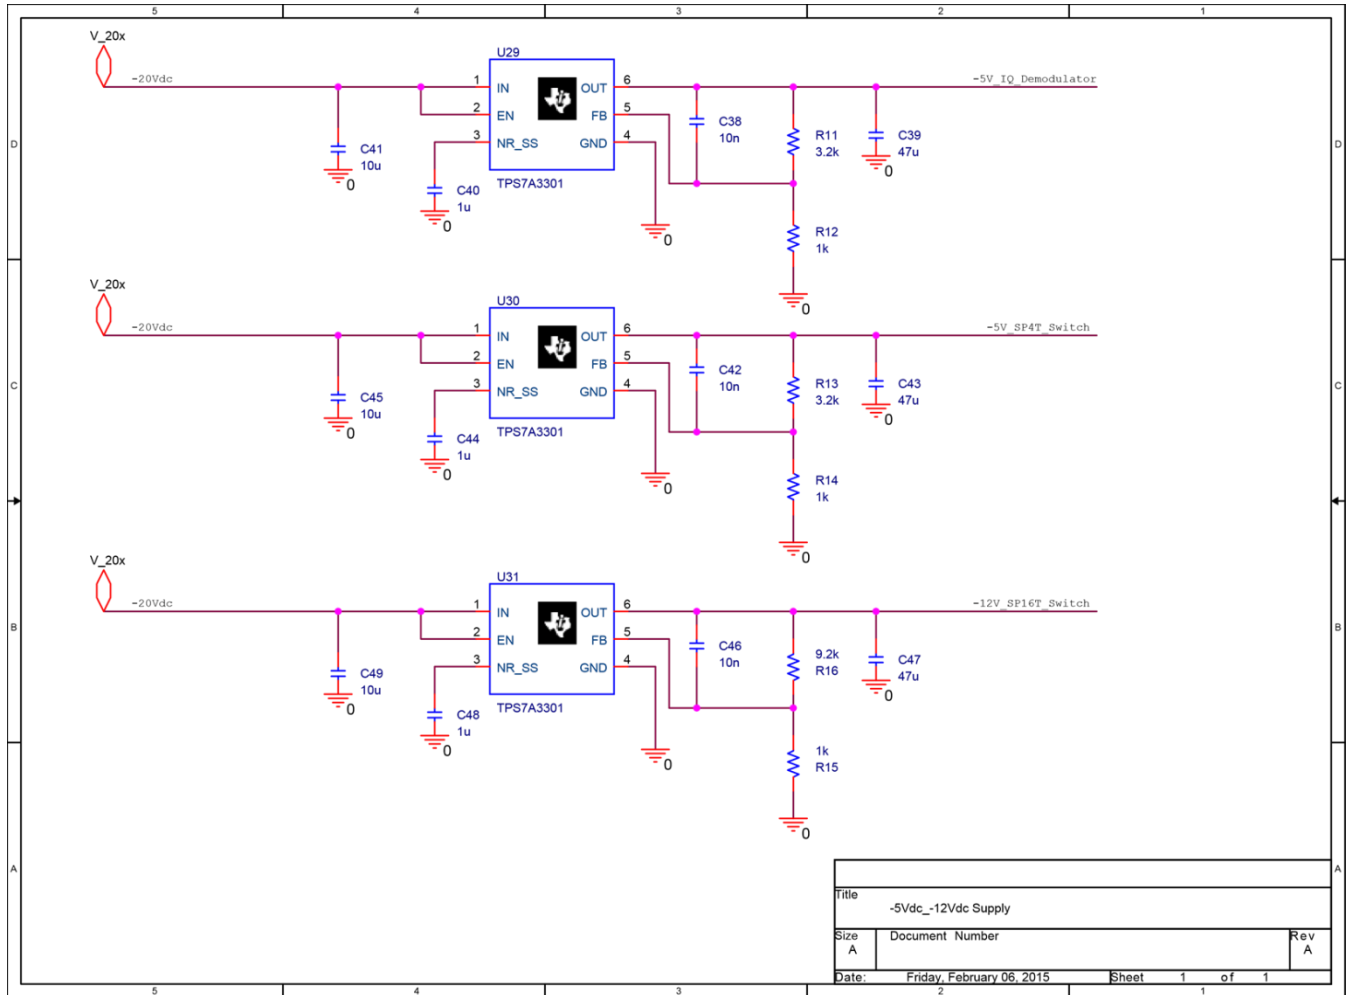 5 4 3 2 1
V_20x
-20Vdc
U29
1 IN OUT 6
2 EN FB 5
3 NR_SS GND 4
TPS7A3301
-5V_IQ_Demodulator
C41
10u
0
C40
1u
0
0
C38
10n
R11
3.2k
C39
47u
0
R12
1k
0
D D
V_20x
-20Vdc
U30
1 IN OUT 6
2 EN FB 5
3 NR_SS GND 4
TPS7A3301
-5V_SP4T_Switch
C45
10u
0
C44
1u
0
0
C42
10n
R13
3.2k
C43
47u
0
R14
1k
0
C C
V_20x
-20Vdc
U31
1 IN OUT 6
2 EN FB 5
3 NR_SS GND 4
TPS7A3301
-12V_SP16T_Switch
C49
10u
0
C48
1u
0
0
C46
10n
9.2k
R16
C47
47u
0
1k
R15
0
B B
A A
Title
-5Vdc_-12Vdc Supply
Size Document Number Rev
A A
Date: Friday, February 06, 2015 Sheet 1 of 1
5 4 3 2 1